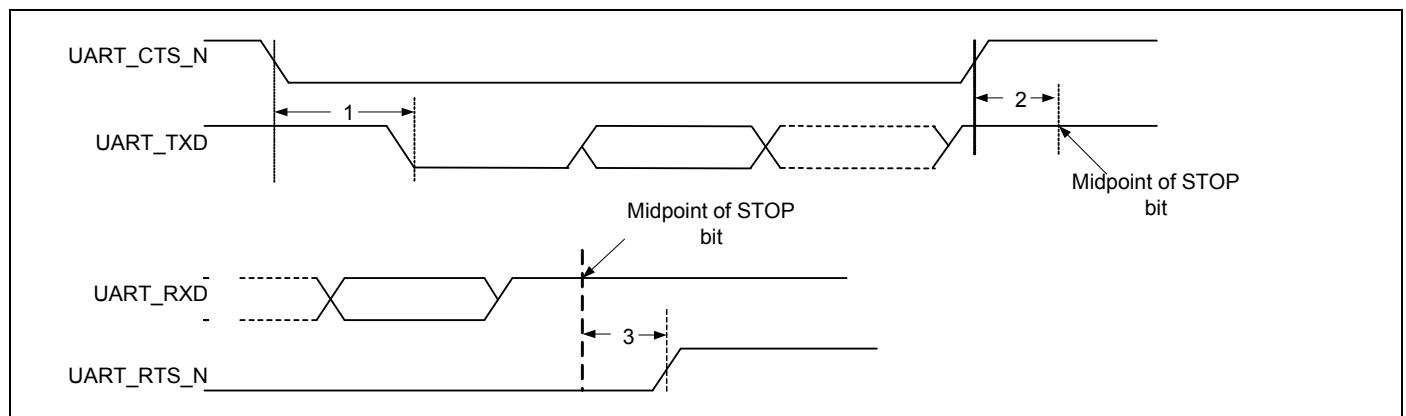 UART_CTS_N
1
2
UART_TXD
Midpoint of STOP
bit
Midpoint of STOP
bit
UART_RXD
3
UART_RTS_N